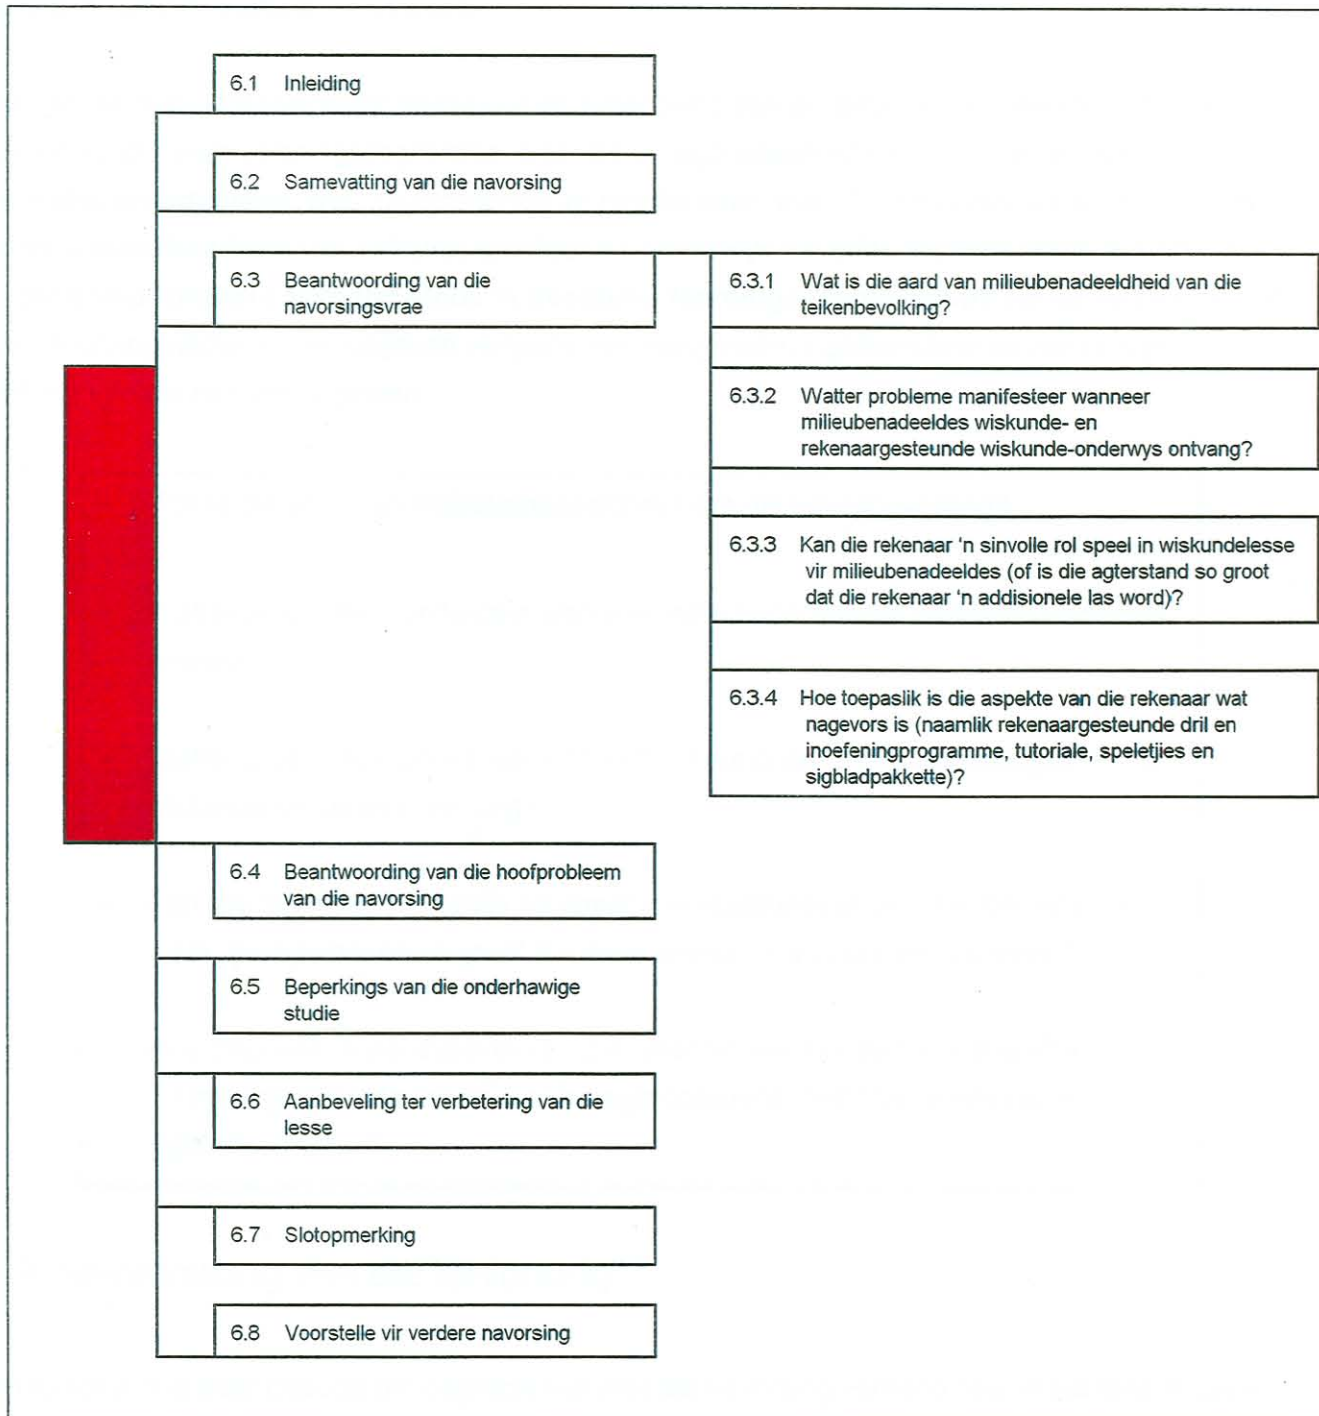 6.1 Inleiding
6.2 Samevatting van die navorsing
6.3 Beantwoording van die
navorsingsvrae
6.3.1 Wat is die aard van milieubenadeeldheid van die
teikenbevolking?
6.3.2 Watter probleme manifesteer wanneer
milieubenadeeldes wiskunde- en
rekenaargesteunde wiskunde-onderwys ontvang?
6.3.3 Kan die rekenaar ‘n sinvolle rol speel in wiskundelesse
vir milieubenadeeldes (of is die agterstand so groot
dat die rekenaar ‘n addisionele las word)?
6.3.4 Hoe toepaslik is die aspekte van die rekenaar wat
nagevors is (naamlik rekenaargesteunde dril en
inoefeningprogramme, tutoriale, speletjies en
sigbladpakkette)?
6.4 Beantwoording van die hoofprobleem
van die navorsing
6.5 Beperkings van die onderhawige
studie
6.6 Aanbeveling ter verbetering van die
lesse
6.7 Slotopmerking
6.8 Voorstelle vir verdere navorsing